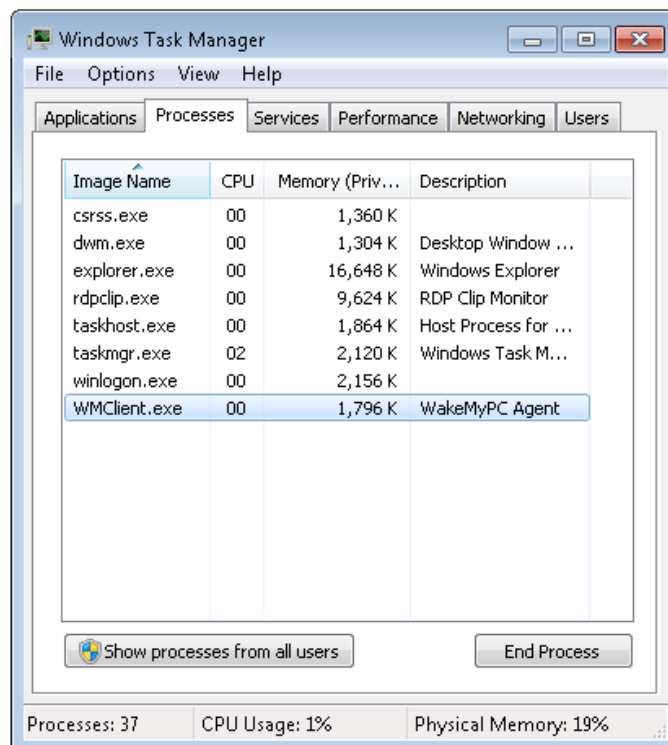 Windows Task Manager
File Options View Help
Applications Processes Services Performance Networking Users
Image Name CPU Memory (Priv... Description
csrss.exe 00 1,360 K
dwm.exe 00 1,304 K Desktop Window ...
explorer.exe 00 16,648 K Windows Explorer
rdpclip.exe 00 9,624 K RDP Clip Monitor
taskhost.exe 00 1,864 K Host Process for ...
taskmgr.exe 02 2,120 K Windows Task M...
winlogon.exe 00 2,156 K
WMClient.exe 00 1,796 K WakeMyPC Agent
Show processes from all users End Process
Processes: 37 CPU Usage: 1% Physical Memory: 19%